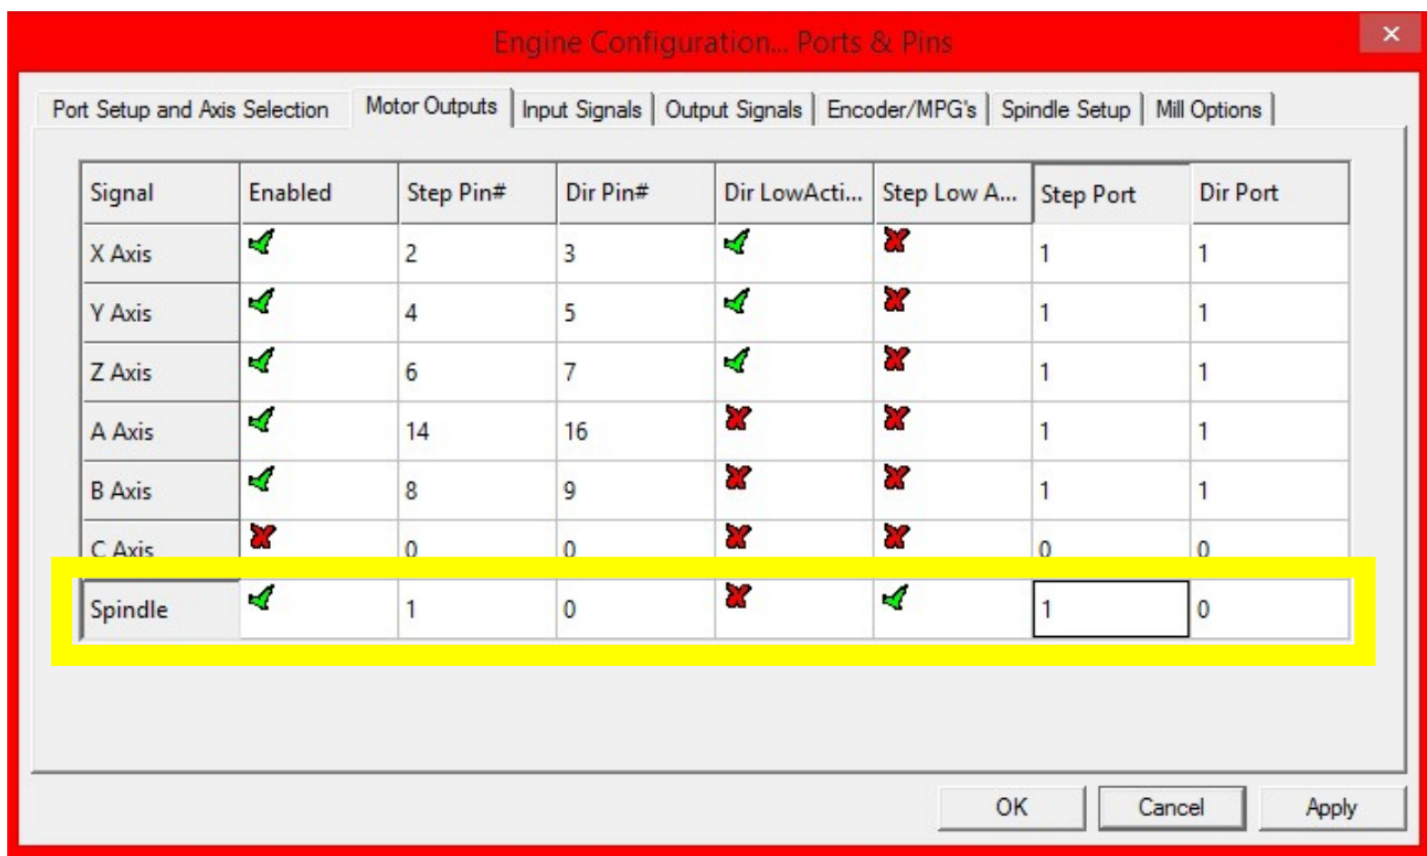 Engine Configuration... Ports & Pins
Port Setup and Axis Selection Motor Outputs Input Signals Output Signals Encoder/MPG's Spindle Setup Mill Options
Signal Enabled Step Pin# Dir Pin# Dir LowActi... Step Low A... Step Port Dir Port
X Axis 2 3 1 1
Y Axis 4 5 1 1
Z Axis 6 7 1 1
A Axis 14 16 1 1
B Axis 8 9 1 1
C Axis 0 0 0 0
Spindle 1 0 1 0
OK Cancel Apply